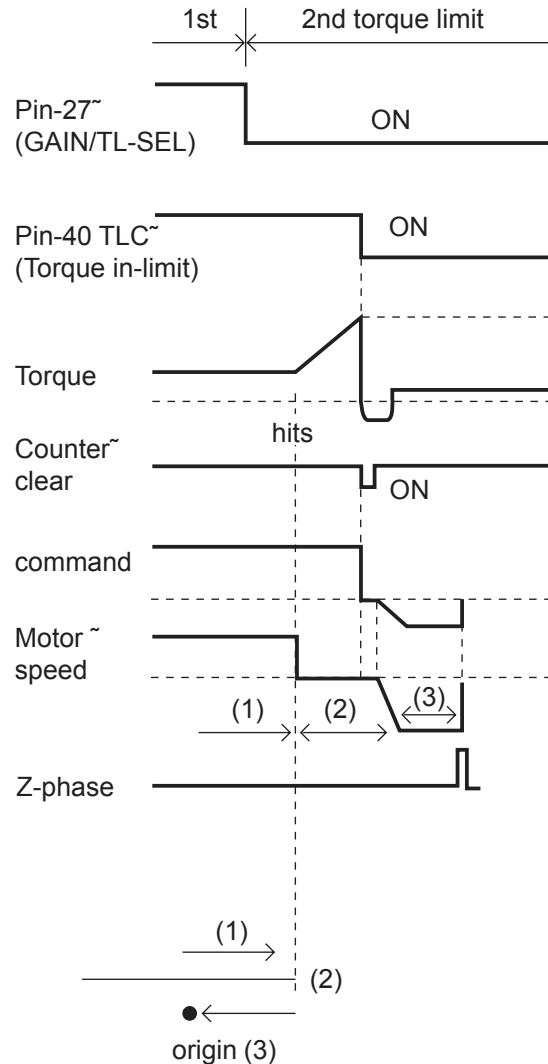 1st 2nd torque limit
Pin-27˜
(GAIN/TL-SEL)
ON
Pin-40 TLC˜
(Torque in-limit)
ON
Torque
hits
Counter˜
clear
ON
command
Motor ˜
speed
(1) (2) (3)
Z-phase
(1)
(2)
origin (3)